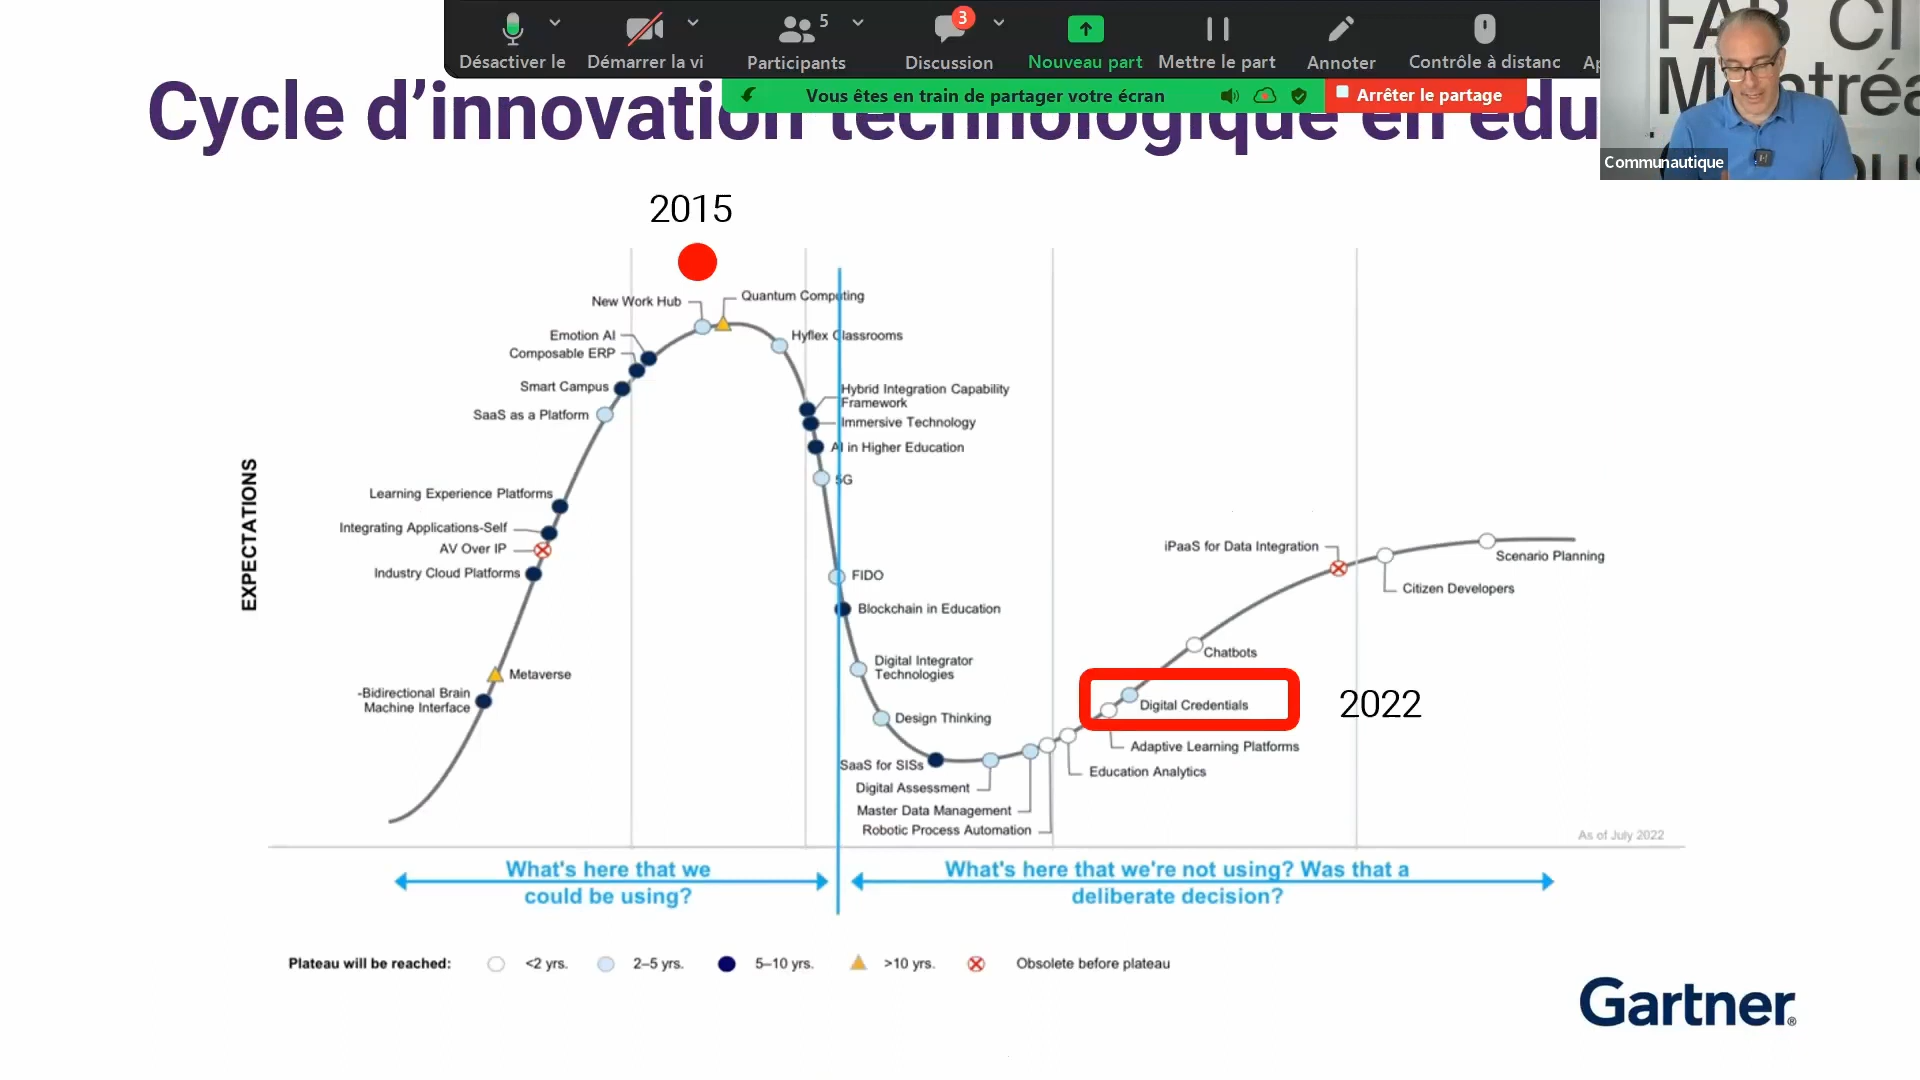 5
3
Désactiver le
Démarrer la vi
Participants
Discussion
Nouveau part
Mettre le part
Annoter
Contrôle à distanc
Vous êtes en train de partager votre écran
Arrêter le partage
Communautique
Cycle d'innovation technologique en édu
2015
New Work Hub
Quantum Computing
Emotion AI
Hyflex Classrooms
Composable ERP
Smart Campus
Hybrid Integration Capability
Framework
SaaS as a Platform
Immersive Technology
AI in Higher Education
5G
EXPECTATIONS
Learning Experience Platforms
Integrating Applications-Self
AV Over IP
Industry Cloud Platforms
iPaaS for Data Integration
Scenario Planning
FIDO
Citizen Developers
Blockchain in Education
Chatbots
Digital Integrator
Technologies
Metaverse
-Bidirectional Brain
Machine Interface
Digital Credentials
2022
Design Thinking
Adaptive Learning Platforms
SaaS for SISs
Education Analytics
Digital Assessment
Master Data Management
Robotic Process Automation
As of July 2022
What's here that we
could be using?
What's here that we're not using? Was that a
deliberate decision?
Plateau will be reached:
<2 yrs.
2–5 yrs.
5–10 yrs.
>10 yrs.
Obsolete before plateau
Gartner®